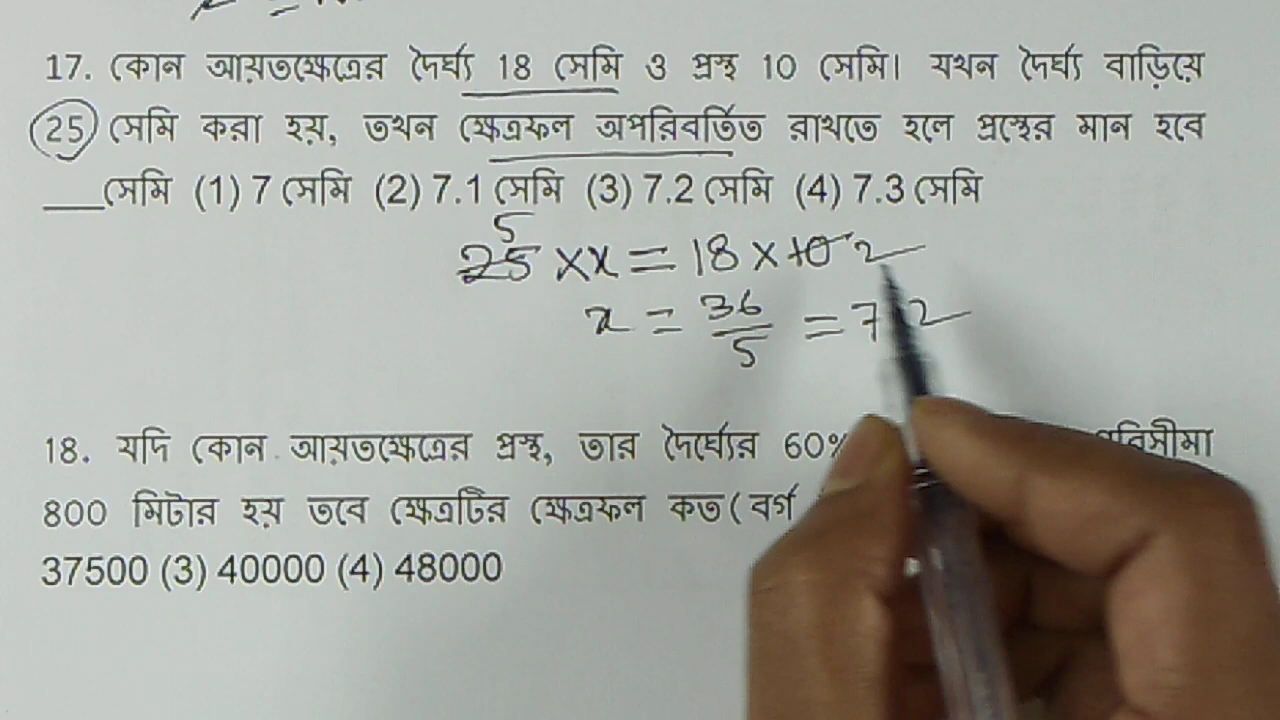 17. কোন আয়তক্ষেত্রের দৈর্ঘ্য 18 সেমি ও প্রস্থ 10 সেমি। যখন দৈর্ঘ্য বাড়িয়ে
25 সেমি করা হয়, তখন ক্ষেত্রফল অপরিবর্তিত রাখতে হলে প্রস্থের মান হবে
___সেমি (1) 7 সেমি (2) 7.1 সেমি (3) 7.2 সেমি (4) 7.3 সেমি
5
25 × x = 18 × 10 2
x = 36/5 = 7 2
18. যদি কোন আয়তক্ষেত্রের প্রস্থ, তার দৈর্ঘ্যের 60% পরিসীমা
800 মিটার হয় তবে ক্ষেত্রটির ক্ষেত্রফল কত ( বর্গ
37500 (3) 40000 (4) 48000